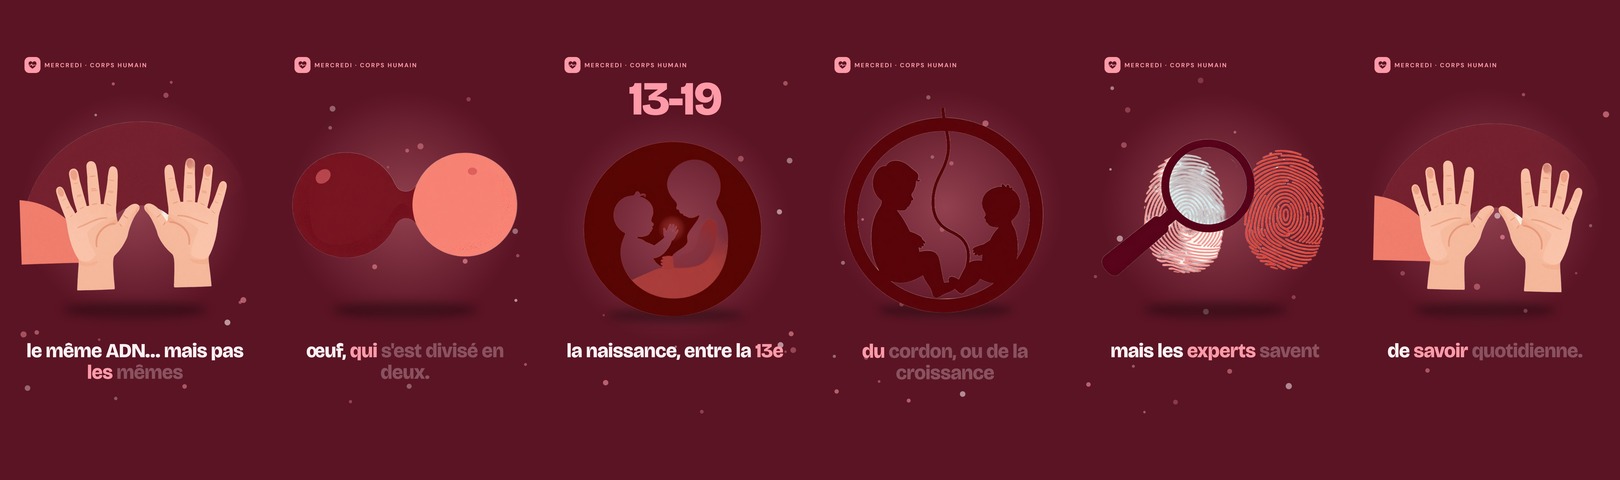 MERCREDI · CORPS HUMAIN
le même ADN... mais pas
les mêmes
MERCREDI · CORPS HUMAIN
œuf, qui s'est divisé en
deux.
MERCREDI · CORPS HUMAIN
13-19
la naissance, entre la 13e
MERCREDI · CORPS HUMAIN
du cordon, ou de la
croissance
MERCREDI · CORPS HUMAIN
mais les experts savent
MERCREDI · CORPS HUMAIN
de savoir quotidienne.